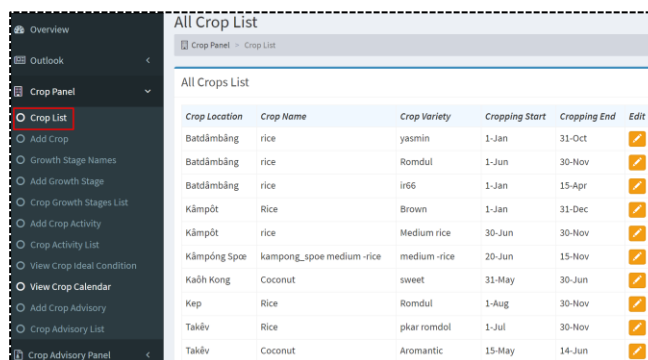 Overview
Outlook
Crop Panel
Crop List
Add Crop
Growth Stage Names
Add Growth Stage
Crop Growth Stages List
Add Crop Activity
Crop Activity List
View Crop Ideal Condition
View Crop Calendar
Add Crop Advisory
Crop Advisory List
Crop Advisory Panel
All Crop List
Crop Panel > Crop List
All Crops List
Crop Location Crop Name Crop Variety Cropping Start Cropping End Edit
Batdâmbâng rice yasmin 1-Jan 31-Oct
Batdâmbâng rice Romdul 1-Jun 30-Nov
Batdâmbâng rice ir66 1-Jan 15-Apr
Kâmpôt Rice Brown 1-Jan 31-Dec
Kâmpôt rice Medium rice 30-Jun 30-Nov
Kâmpóng Spœ kampong_spoe medium -rice medium -rice 20-Jun 15-Nov
Kaôh Kong Coconut sweet 31-May 30-Jun
Kep Rice Romdul 1-Aug 30-Nov
Takêv Rice pkar romdol 1-Jul 30-Nov
Takêv Coconut Aromantic 15-May 14-Jun